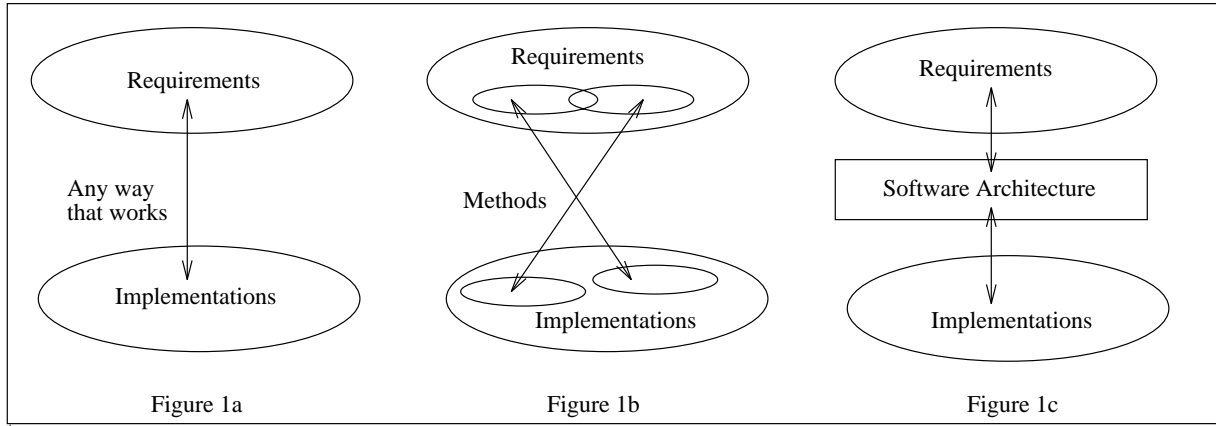 Requirements
Any way
that works
Implementations
Figure 1a
Requirements
Methods
Implementations
Figure 1b
Requirements
Software Architecture
Implementations
Figure 1c